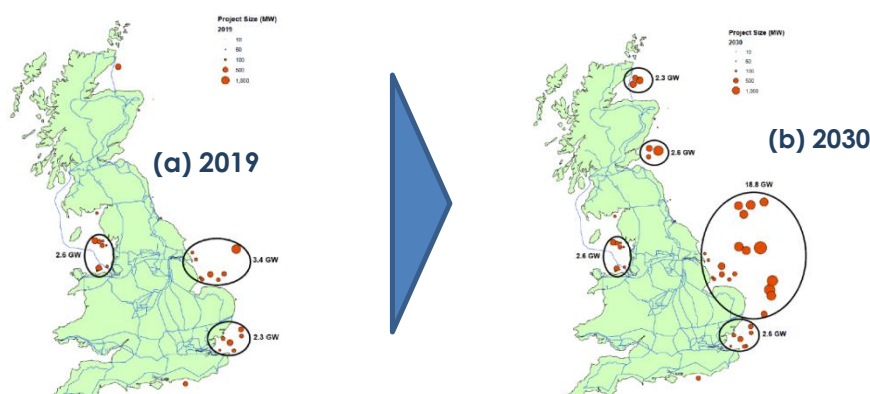 Project Size (MW)
2019
10
50
100
500
1,000
(a) 2019
2.6 GW
3.4 GW
2.3 GW
Project Size (MW)
2030
10
50
100
500
1,000
2.3 GW
(b) 2030
2.6 GW
18.8 GW
2.6 GW
2.6 GW